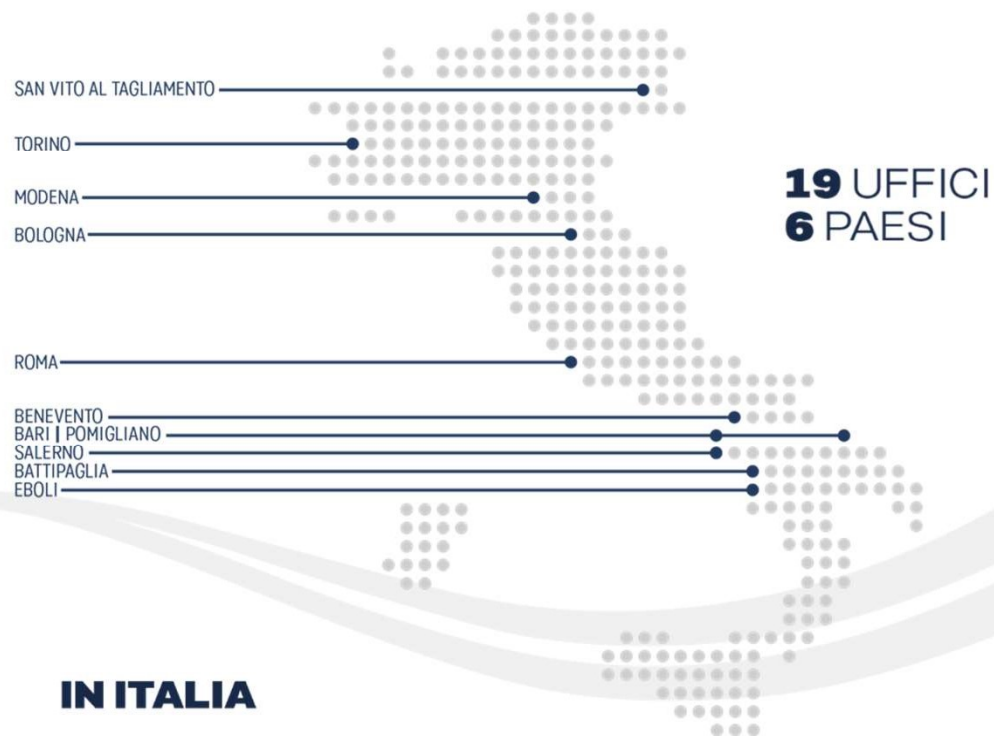 SAN VITO AL TAGLIAMENTO
TORINO
MODENA
BOLOGNA
ROMA
BENEVENTO
BARI | POMIGLIANO
SALERNO
BATTIPAGLIA
EBOLI
19 UFFICI
6 PAESI
IN ITALIA